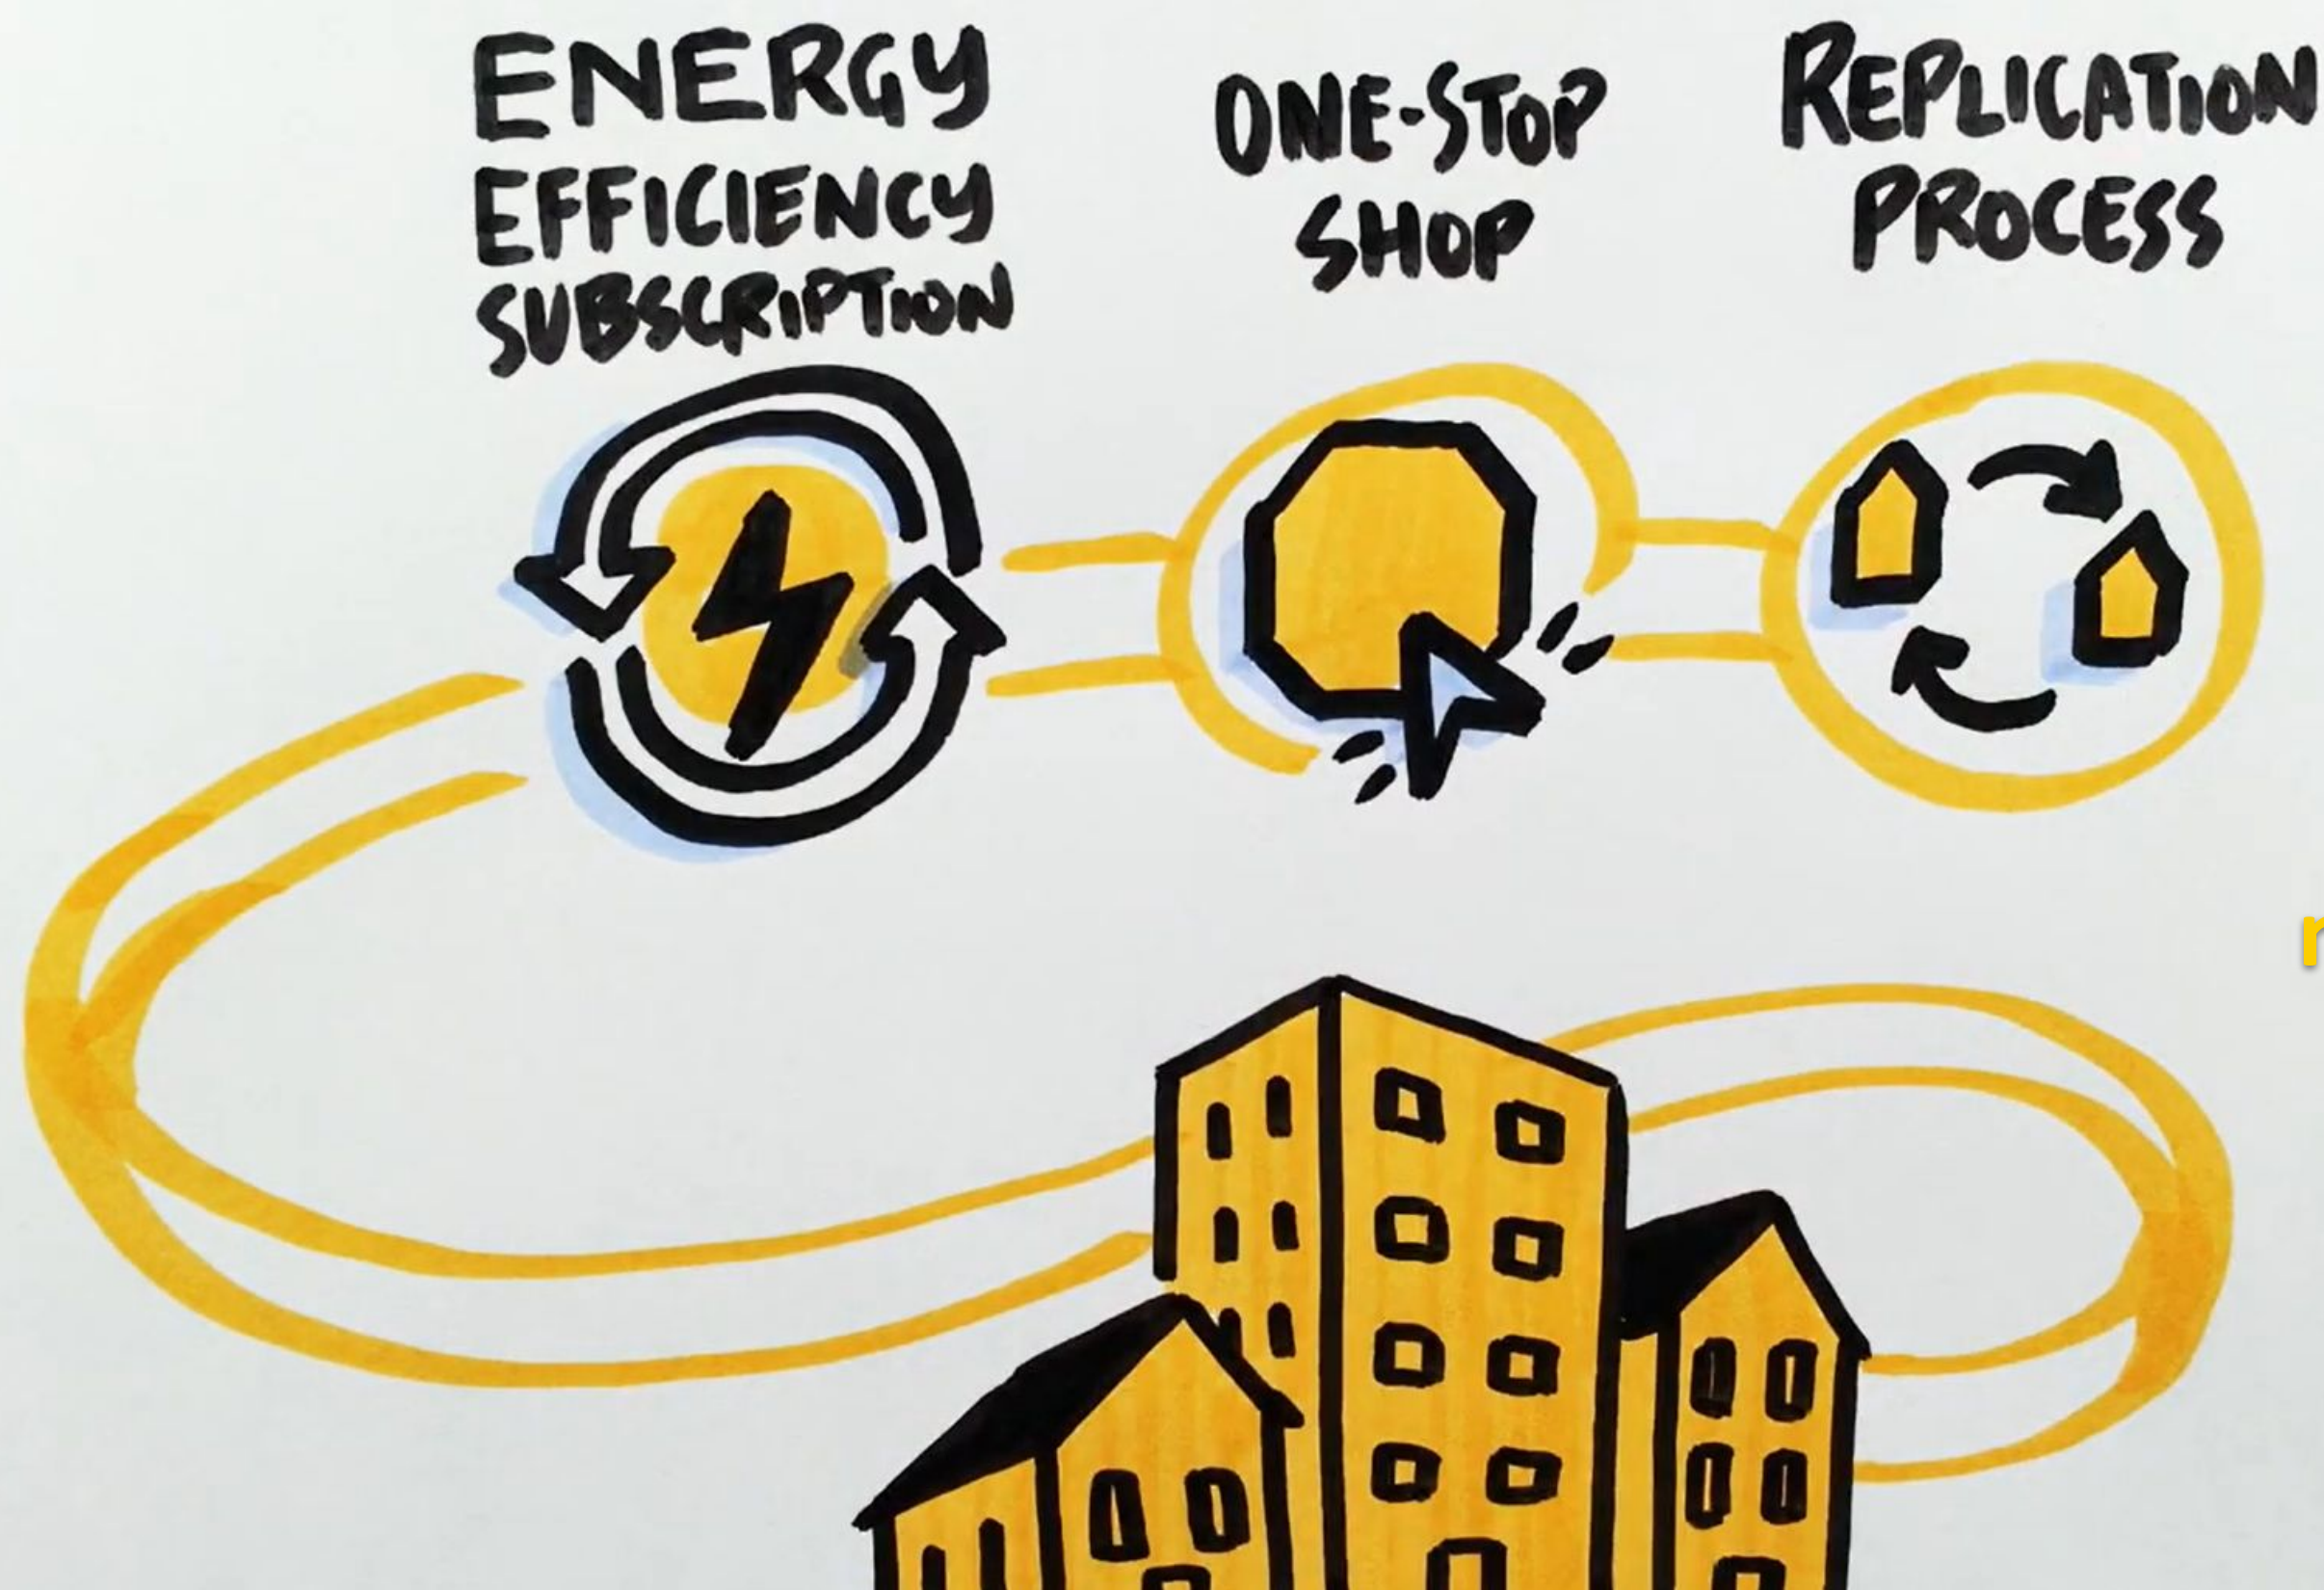 ENERGY
EFFICIENCY
SUBSCRIPTION
ONE-STOP
SHOP
REPLICATION
PROCESS